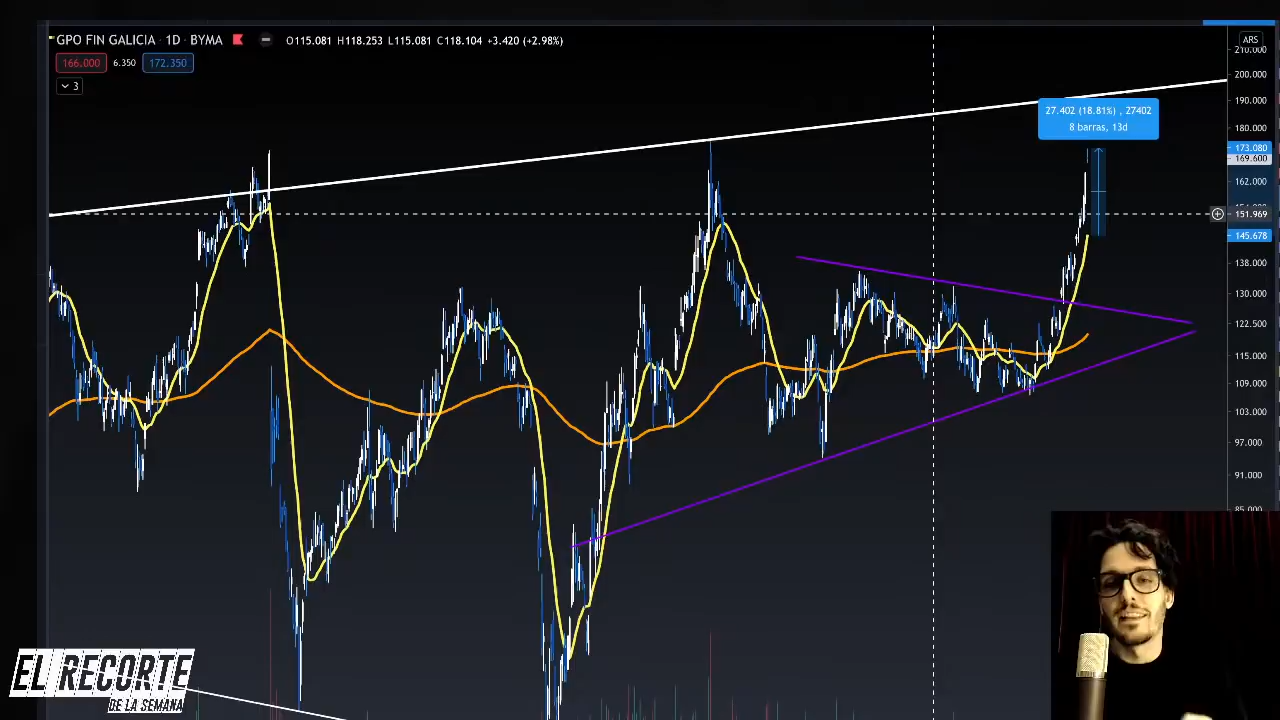 GPO FIN GALICIA · 1D · BYMA O115.081 H118.253 L115.081 C118.104 +3.420 (+2.98%)
166.000 6.350 172.350
3
ARS
210.000
200.000
190.000
180.000
173.080
169.600
162.000
151.969
145.678
138.000
130.000
122.500
115.000
109.000
103.000
97.000
91.000
85.000
27.402 (18.81%) , 27402
8 barras, 13d
EL RECORTE
DE LA SEMANA